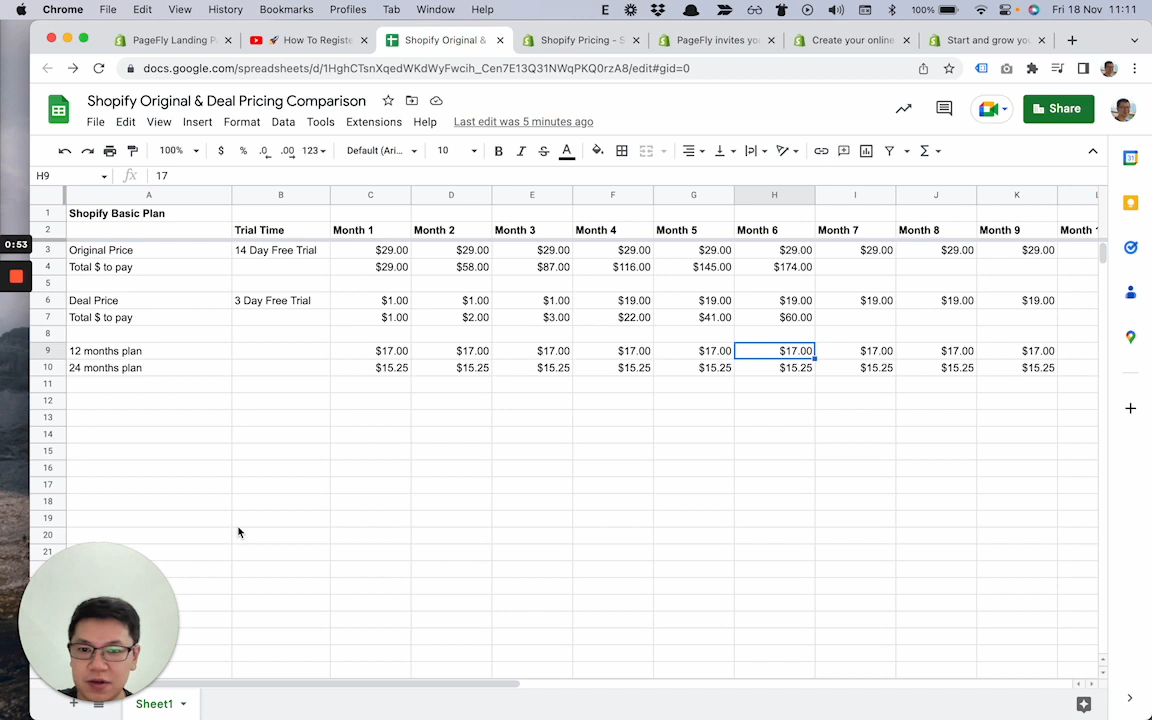 Chrome File Edit View History Bookmarks Profiles Tab Window Help E 100% Fri 18 Nov 11:11
PageFly Landing P How To Registe Shopify Original & Shopify Pricing - S PageFly invites you Create your online Start and grow you
docs.google.com/spreadsheets/d/1HghCTsnXqedWKdWyFwcih_Cen7E13Q31NWqPKQ0rzA8/edit#gid=0
Shopify Original & Deal Pricing Comparison Share
File Edit View Insert Format Data Tools Extensions Help Last edit was 5 minutes ago
100% $ % .0 .00 123 Default (Ari... 10 B I S A
H9 fx 17
A B C D E F G H I J K L
1 Shopify Basic Plan
2 Trial Time Month 1 Month 2 Month 3 Month 4 Month 5 Month 6 Month 7 Month 8 Month 9 Month 1
0:53
3 Original Price 14 Day Free Trial $29.00 $29.00 $29.00 $29.00 $29.00 $29.00 $29.00 $29.00 $29.00
4 Total $ to pay $29.00 $58.00 $87.00 $116.00 $145.00 $174.00
5
6 Deal Price 3 Day Free Trial $1.00 $1.00 $1.00 $19.00 $19.00 $19.00 $19.00 $19.00 $19.00
7 Total $ to pay $1.00 $2.00 $3.00 $22.00 $41.00 $60.00
8
9 12 months plan $17.00 $17.00 $17.00 $17.00 $17.00 $17.00 $17.00 $17.00 $17.00
10 24 months plan $15.25 $15.25 $15.25 $15.25 $15.25 $15.25 $15.25 $15.25 $15.25
11
12
13
14
15
16
17
18
19
20
21
Sheet1